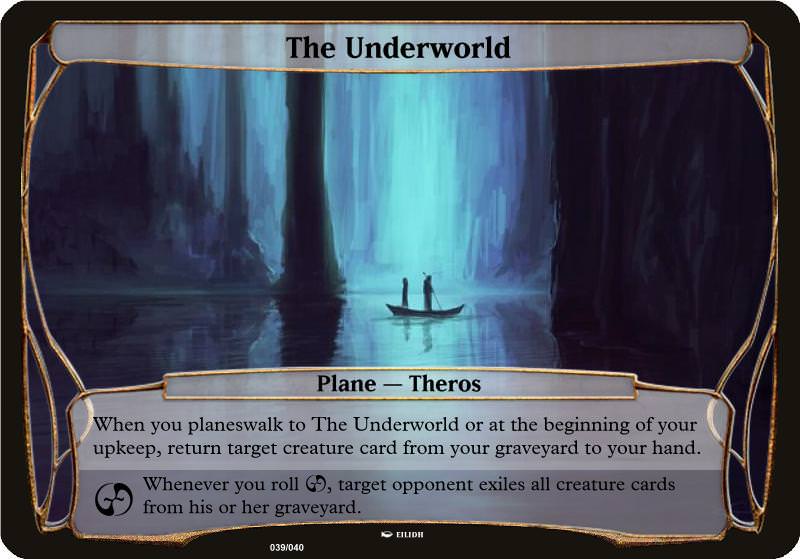 The Underworld
Plane — Theros
When you planeswalk to The Underworld or at the beginning of your
upkeep, return target creature card from your graveyard to your hand.
Whenever you roll , target opponent exiles all creature cards
from his or her graveyard.
EILIDH
039/040